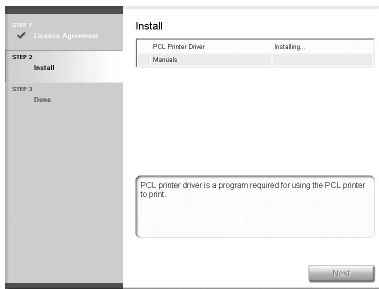 STEP 1
License Agreement
STEP 2
Install
STEP 3
Done
Install
PCL Printer Driver Installing...
Manuals
PCL printer driver is a program required for using the PCL printer
to print.
Next